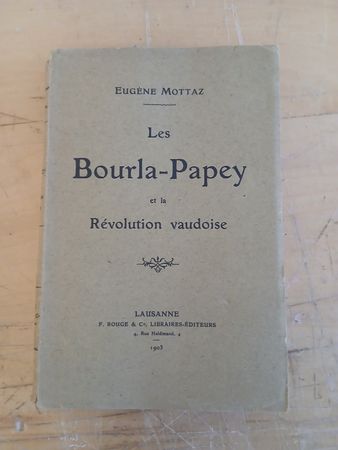 Eugène Mottaz
Les
Bourla-Papey
et la
Révolution vaudoise
LAUSANNE
F. ROUGE & Cie, LIBRAIRES-ÉDITEURS
4, Rue Haldimand, 4
1903